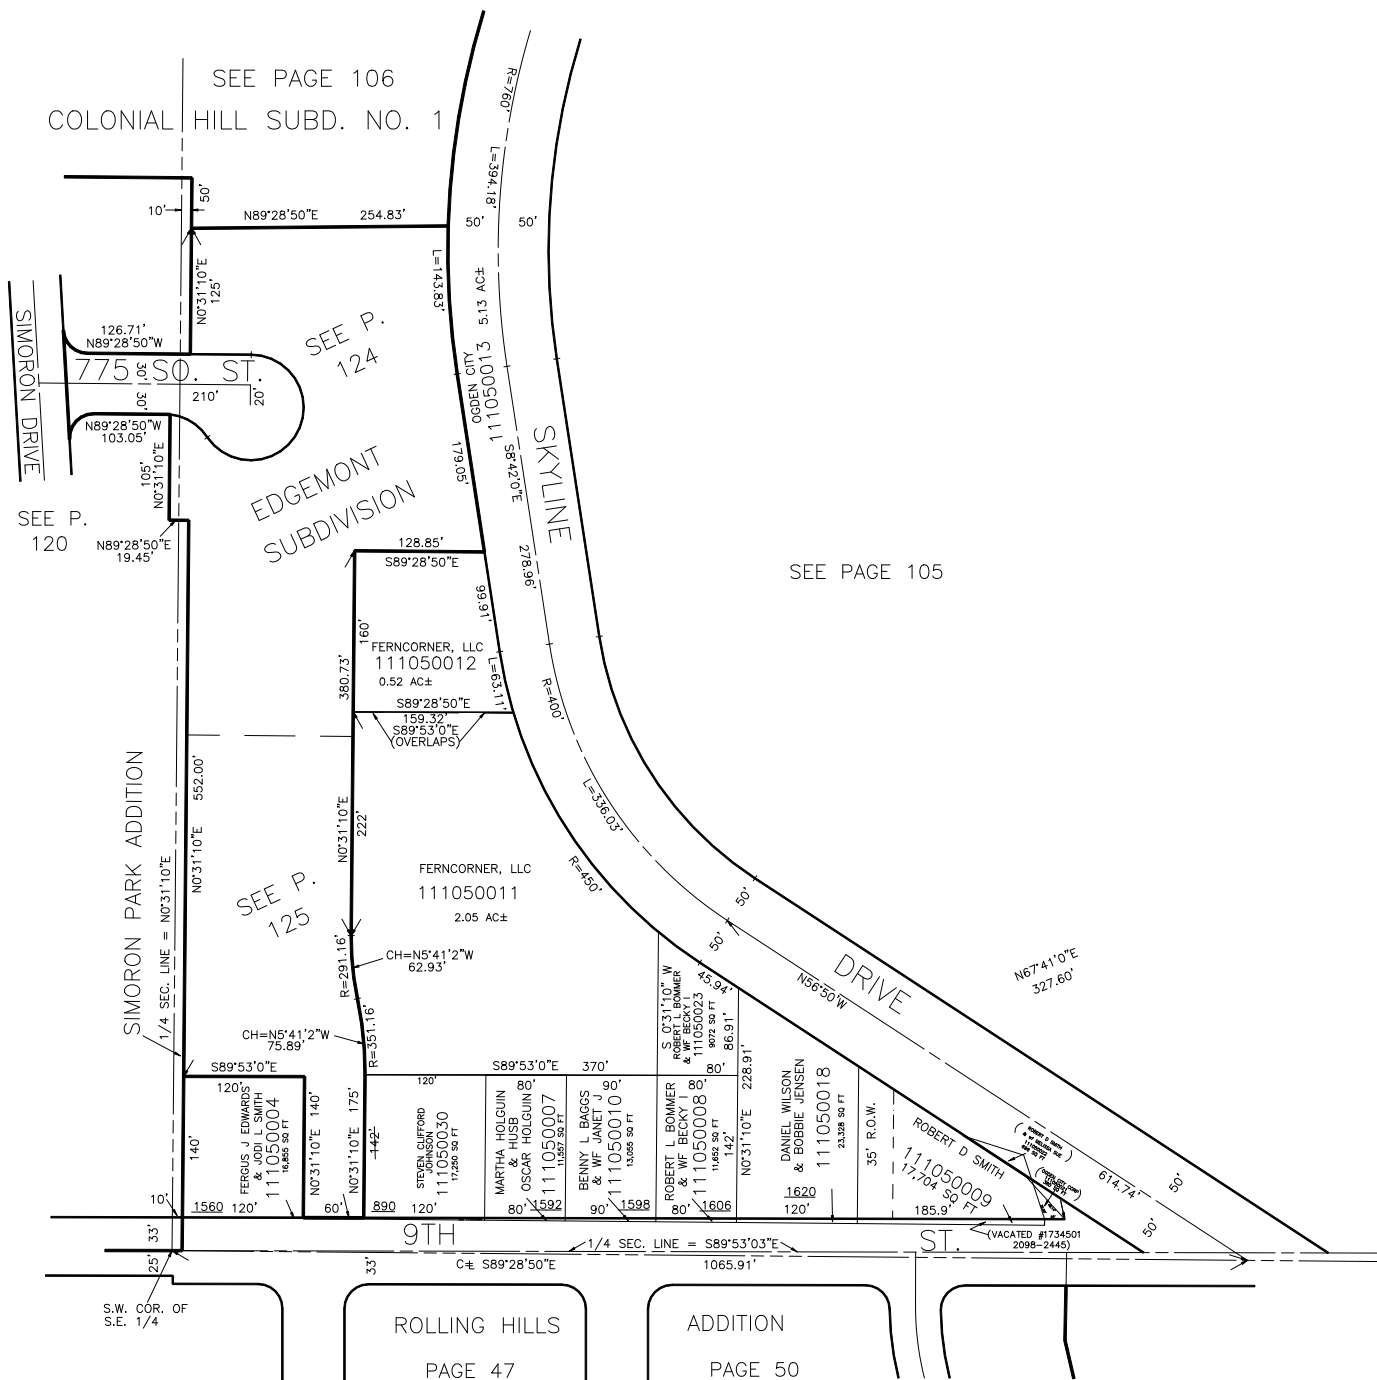 SEE PAGE 106
COLONIAL HILL SUBD. NO. 1
R=760'
L=394.18'
50'
10'
N89°28'50"E 254.83'
50' 50'
L=143.83'
N0°31'10"E
125'
SIMORON DRIVE
126.71'
N89°28'50"W
775 SO. ST.
30'
30'
210'
20'
N89°28'50"W
103.05'
105'
N0°31'10"E
SEE P.
124
OGDEN CITY
111050013 5.13 AC±
179.05'
S8°42'0"E
278.96'
SKYLINE
EDGEMONT
SUBDIVISION
SEE P.
120
N89°28'50"E
19.45'
128.85'
S89°28'50"E
99.91'
SEE PAGE 105
160'
380.73'
FERNCORNER, LLC
111050012
0.52 AC±
L=63.11'
R=400'
S89°28'50"E
159.32'
S89°53'0"E
(OVERLAPS)
SIMORON PARK ADDITION
1/4 SEC. LINE = N0°31'10"E
N0°31'10"E 552.00'
N0°31'10"E
222'
L=336.03'
R=450'
FERNCORNER, LLC
111050011
2.05 AC±
SEE P.
125
50'
50'
DRIVE
N56°50'W
N67°41'0"E
327.60'
R=291.16'
CH=N5°41'2"W
62.93'
CH=N5°41'2"W
75.89'
R=351.16'
45.94'
S 0°31'10" W
ROBERT L BOMMER
& WF BECKY I
111050023
9072 SQ FT
86.91'
S89°53'0"E
S89°53'0"E 370'
80'
120'
140'
FERGUS J EDWARDS
& JODI L SMITH
111050004
16,855 SQ FT
N0°31'10"E 140'
N0°31'10"E 175'
142'
120'
STEVEN CLIFFORD
JOHNSON
111050030
17,250 SQ FT
80'
MARTHA HOLGUIN
& HUSB
OSCAR HOLGUIN
111050007
11,557 SQ FT
90'
BENNY L BAGGS
& WF JANET J
111050010
13,055 SQ FT
80'
ROBERT L BOMMER
& WF BECKY I
111050008
11,652 SQ FT
142'
N0°31'10"E 228.91'
DANIEL WILSON
& BOBBIE JENSEN
111050018
23,328 SQ FT
35' R.O.W.
ROBERT D SMITH
111050009
17,704 SQ FT
614.74'
50'
50'
10'
1560 120'
60'
890 120'
80' 1592
90' 1598
80' 1606
1620
120'
185.9'
33'
9TH ST.
(VACATED #1734501
2098-2445)
1/4 SEC. LINE = S89°53'03"E
25'
33'
C℄ S89°28'50"E 1065.91'
S.W. COR. OF
S.E. 1/4
ROLLING HILLS ADDITION
PAGE 47 PAGE 50